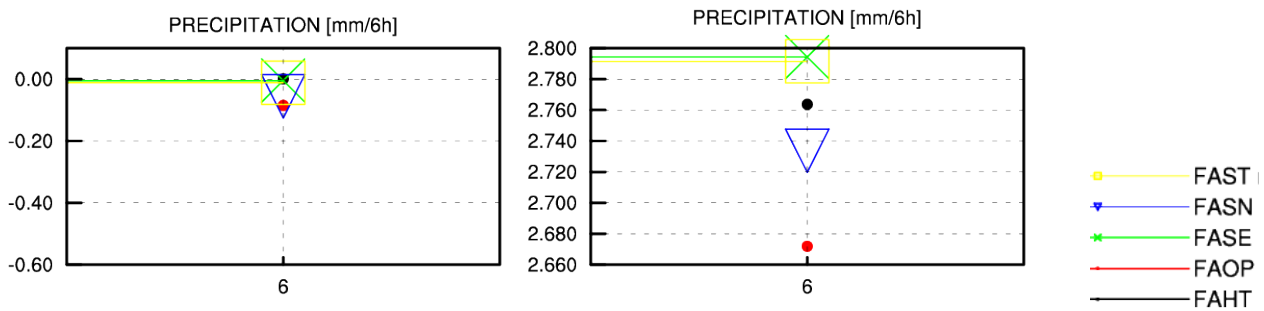 PRECIPITATION [mm/6h]
0.00
-0.20
-0.40
-0.60
6
PRECIPITATION [mm/6h]
2.800
2.780
2.760
2.740
2.720
2.700
2.680
2.660
6
FAST
FASN
FASE
FAOP
FAHT